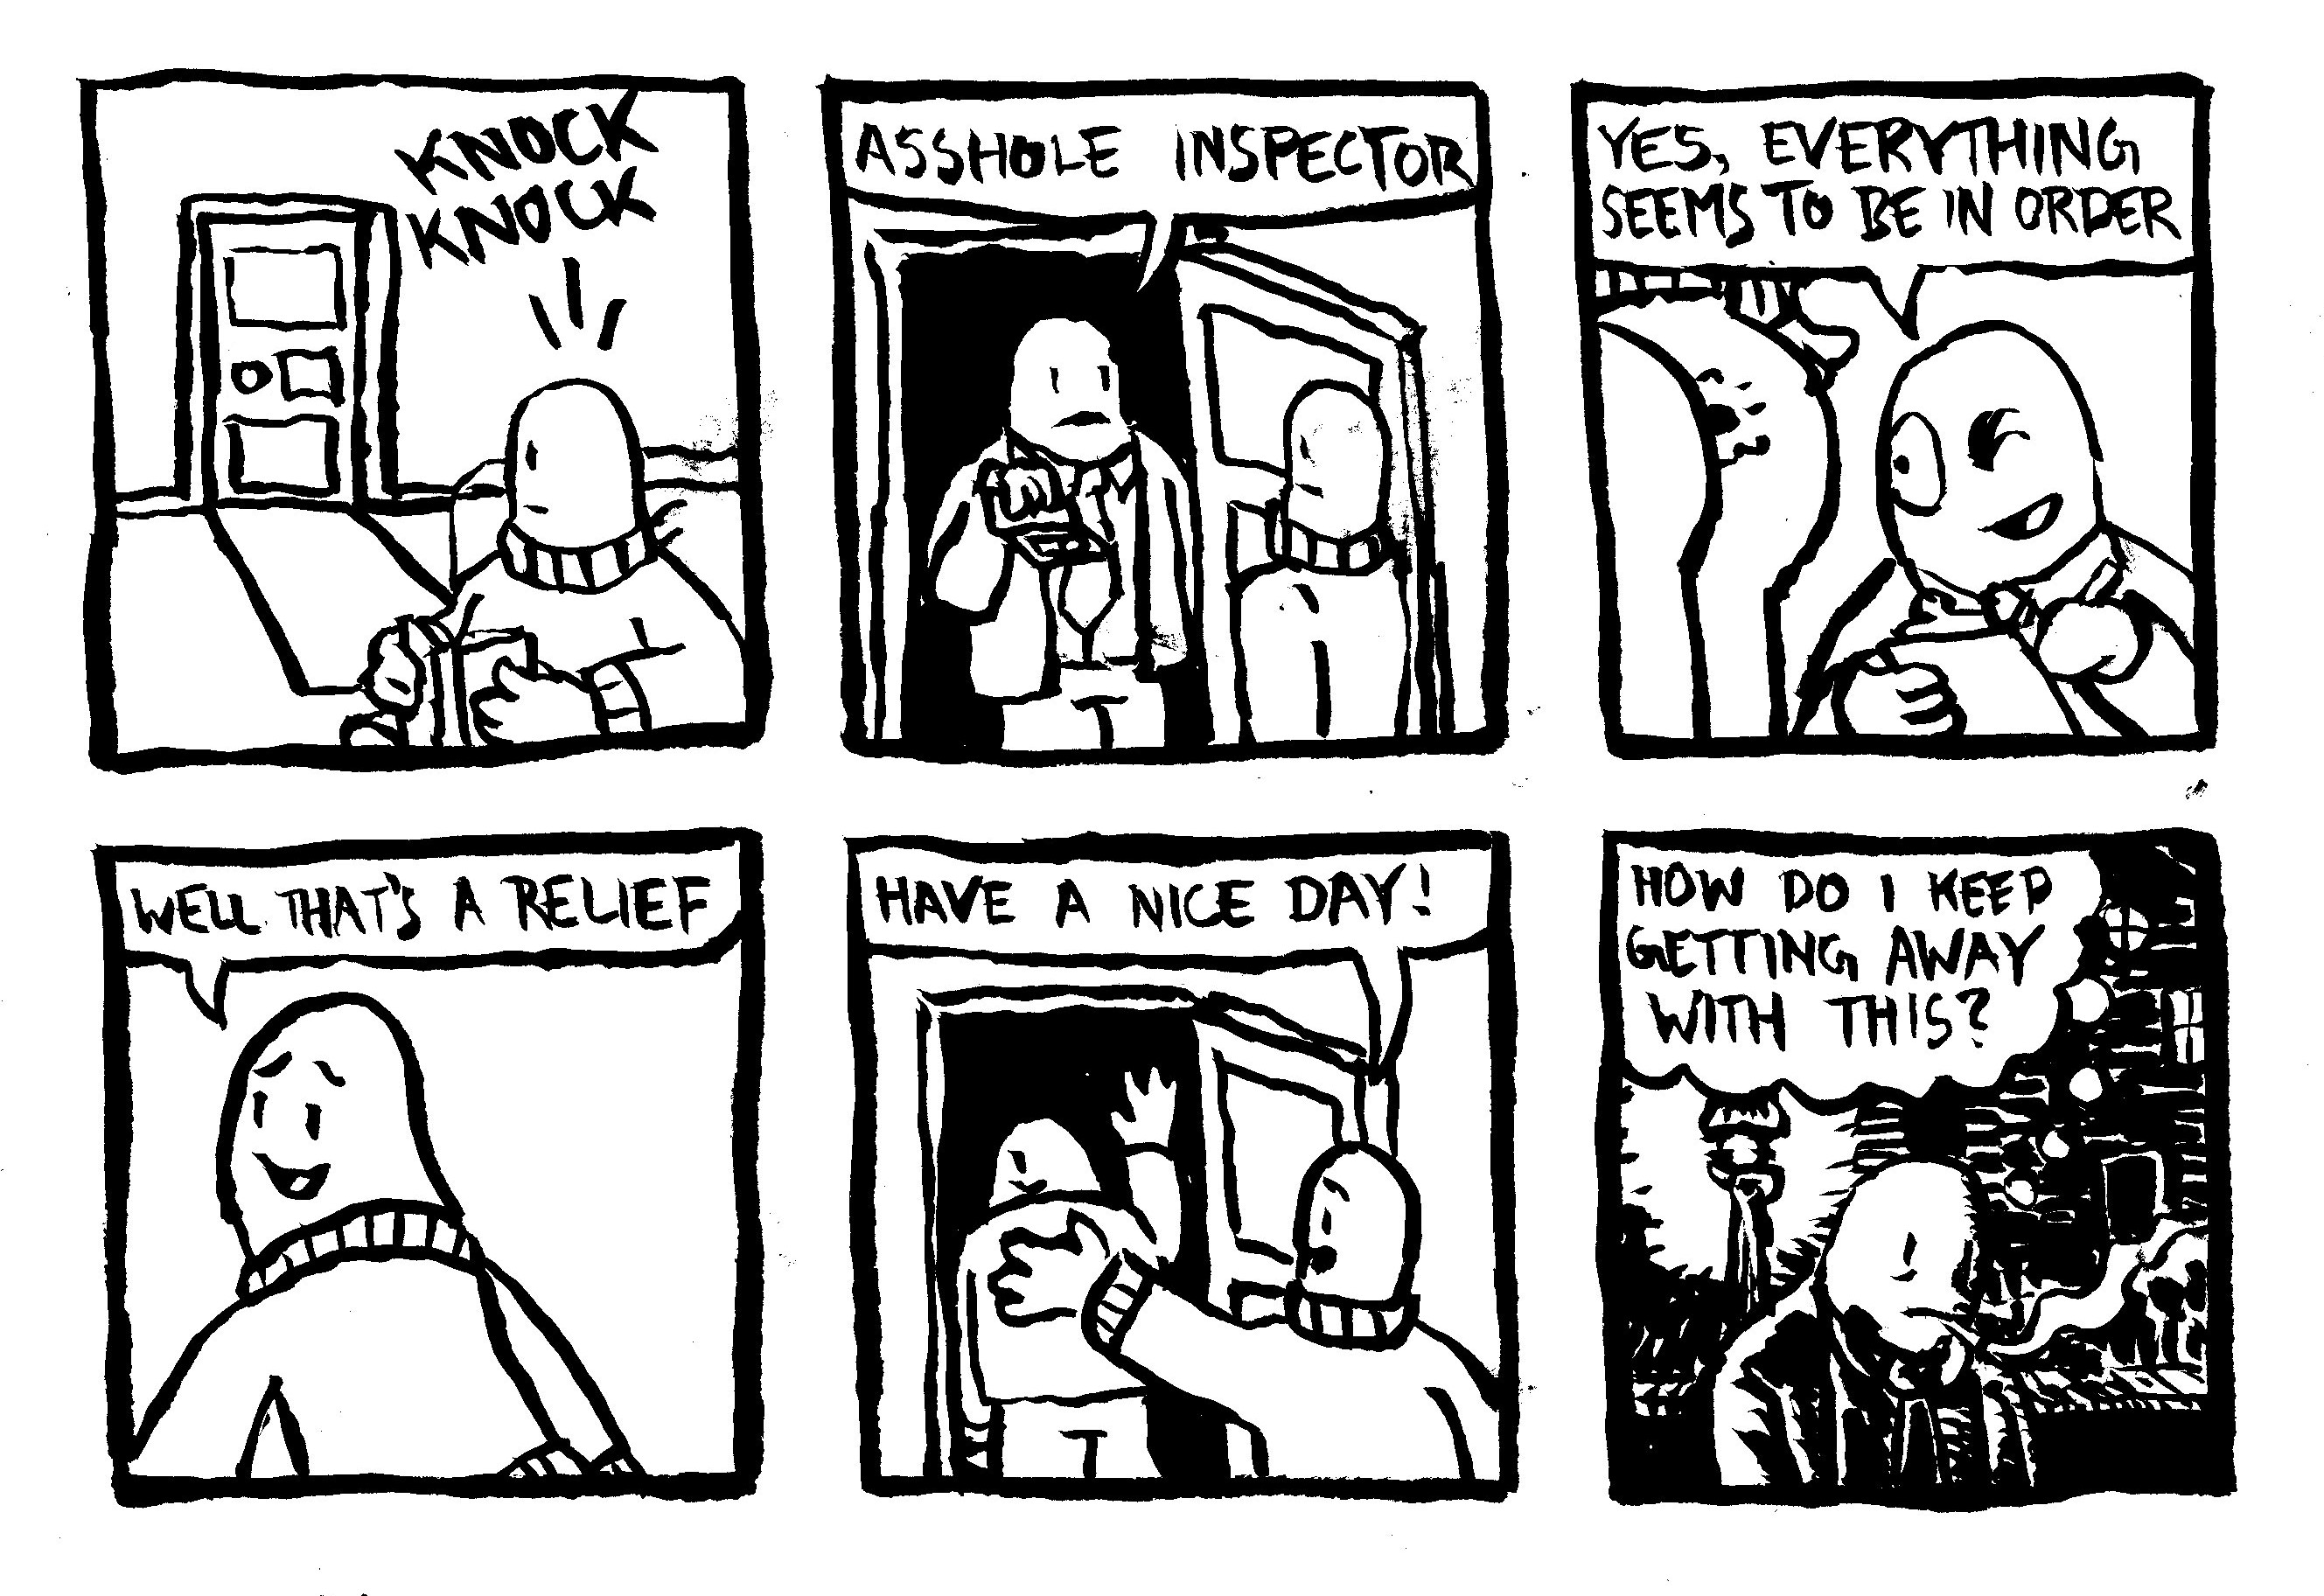 KNOCK
KNOCK
ASSHOLE INSPECTOR
YES, EVERYTHING
SEEMS TO BE IN ORDER
WELL THAT'S A RELIEF
HAVE A NICE DAY!
HOW DO I KEEP
GETTING AWAY
WITH THIS?